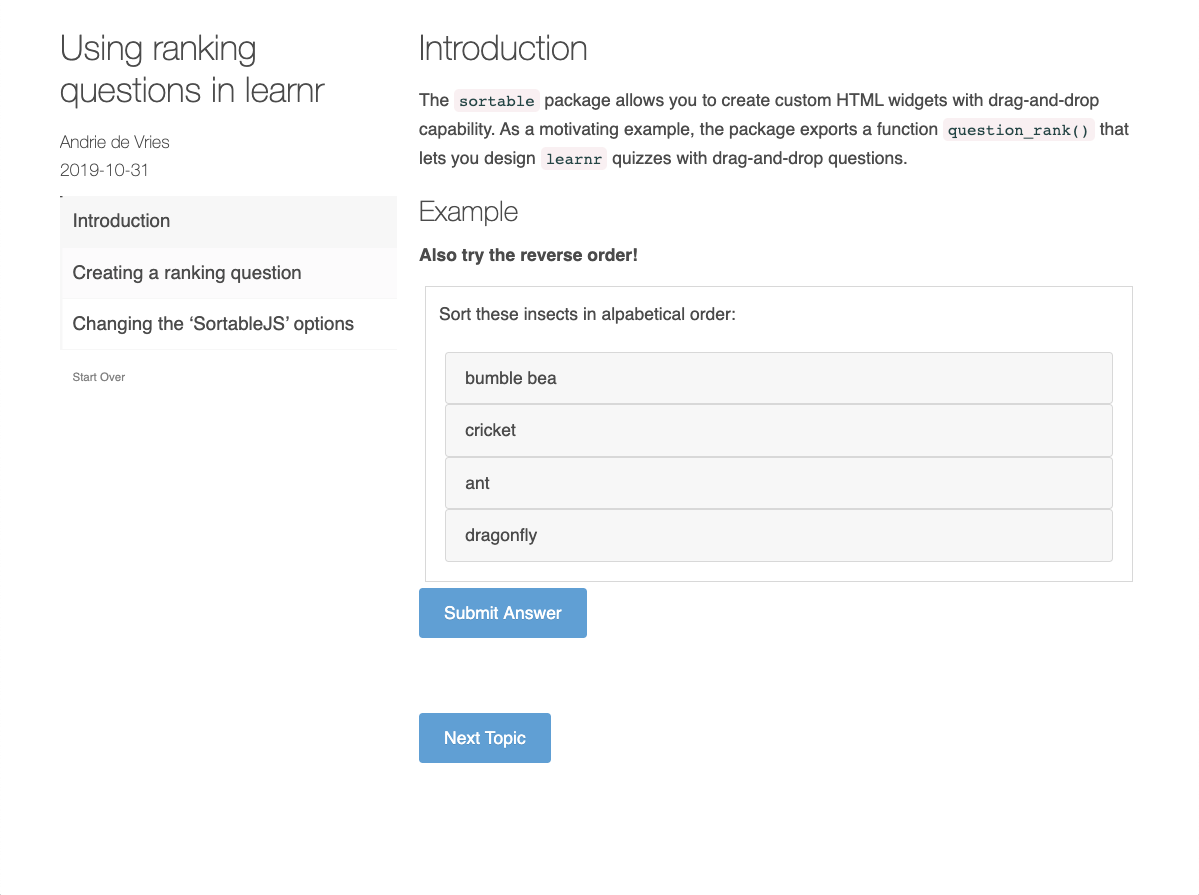 Using ranking
questions in learnr
Andrie de Vries
2019-10-31
Introduction
Creating a ranking question
Changing the ‘SortableJS’ options
Start Over
Introduction
The sortable package allows you to create custom HTML widgets with drag-and-drop
capability. As a motivating example, the package exports a function question_rank() that
lets you design learnr quizzes with drag-and-drop questions.
Example
Also try the reverse order!
Sort these insects in alpabetical order:
bumble bea
cricket
ant
dragonfly
Submit Answer
Next Topic